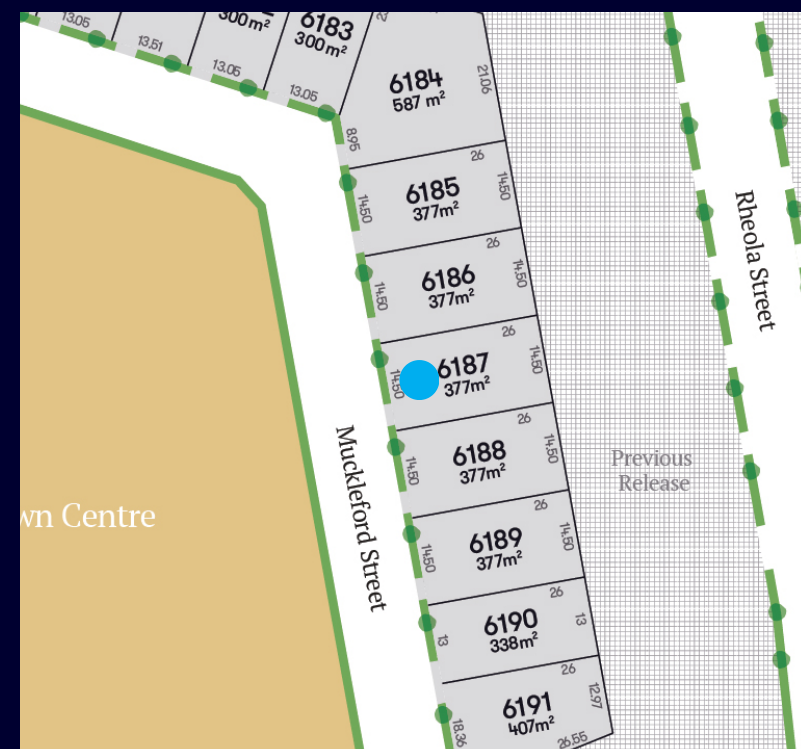 13.05
13.51
13.05
13.05
300m²
6183
300m²
6184
587 m²
21.06
8.95
26
6185
377m²
14.50
14.50
26
6186
377m²
14.50
14.50
26
6187
377m²
14.50
14.50
26
6188
377m²
14.50
14.50
26
6189
377m²
14.50
14.50
26
6190
338m²
13
13
26
6191
407m²
12.97
18.36
26.55
Rheola Street
Muckleford Street
Previous
Release
wn Centre